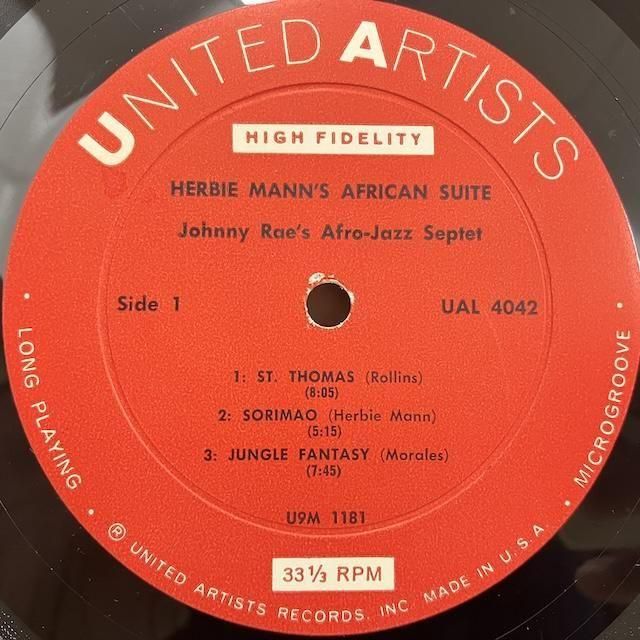 UNITED ARTISTS
HIGH FIDELITY
HERBIE MANN'S AFRICAN SUITE
Johnny Rae's Afro-Jazz Septet
Side 1
UAL 4042
1: ST. THOMAS (Rollins)
(8:05)
2: SORIMAO (Herbie Mann)
(5:15)
3: JUNGLE FANTASY (Morales)
(7:45)
U9M 1181
33⅓ RPM
• LONG PLAYING •
Ⓡ UNITED ARTISTS RECORDS, INC. MADE IN U.S.A.
• MICROGROOVE •